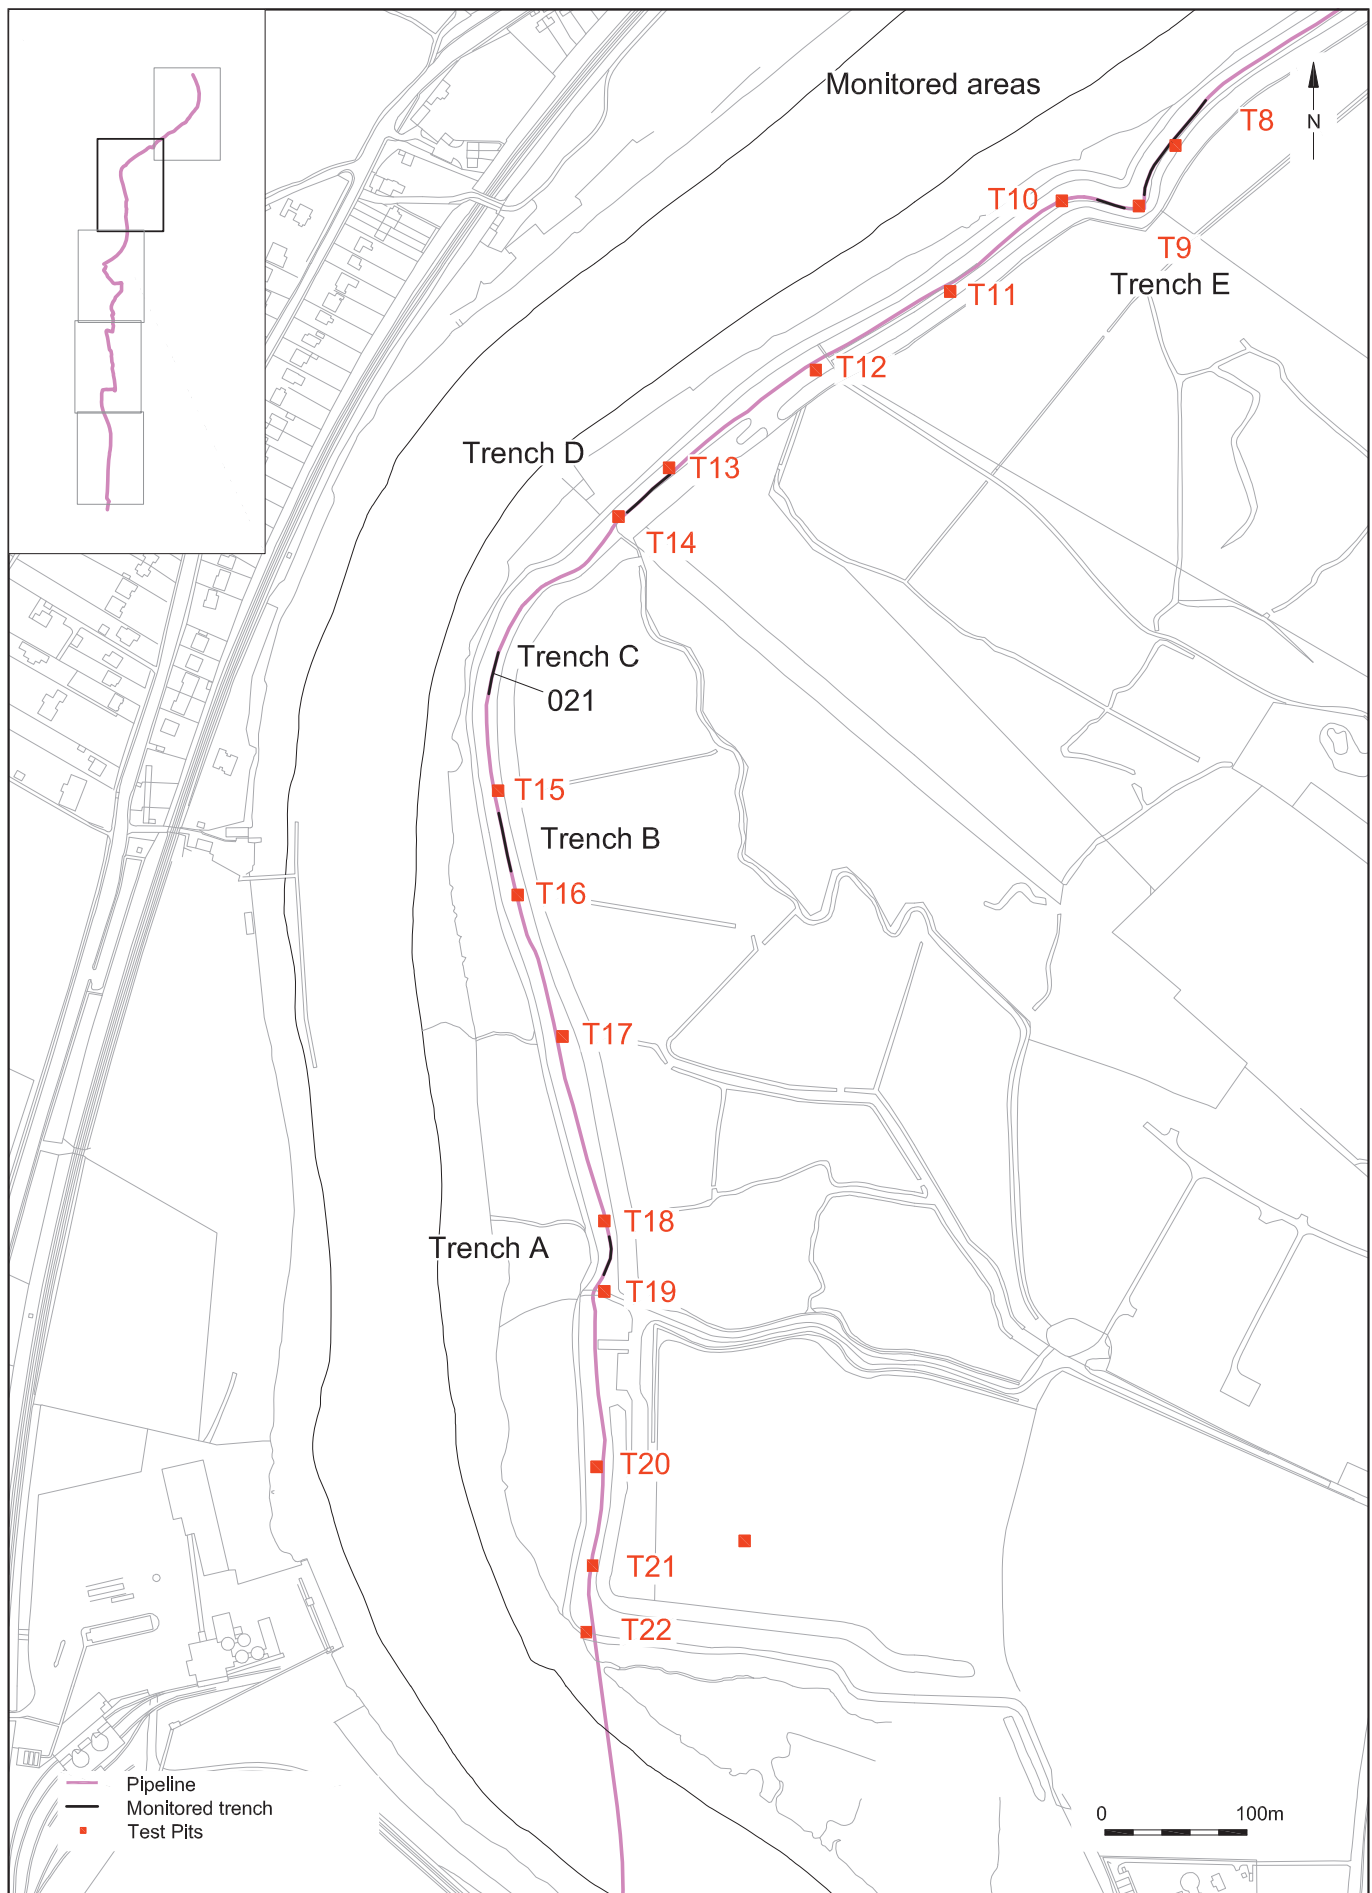 Monitored areas
T8
N
T10
T9
Trench E
T11
T12
Trench D
T13
T14
Trench C
021
T15
Trench B
T16
T17
T18
Trench A
T19
T20
T21
T22
Pipeline
Monitored trench
Test Pits
0 100m